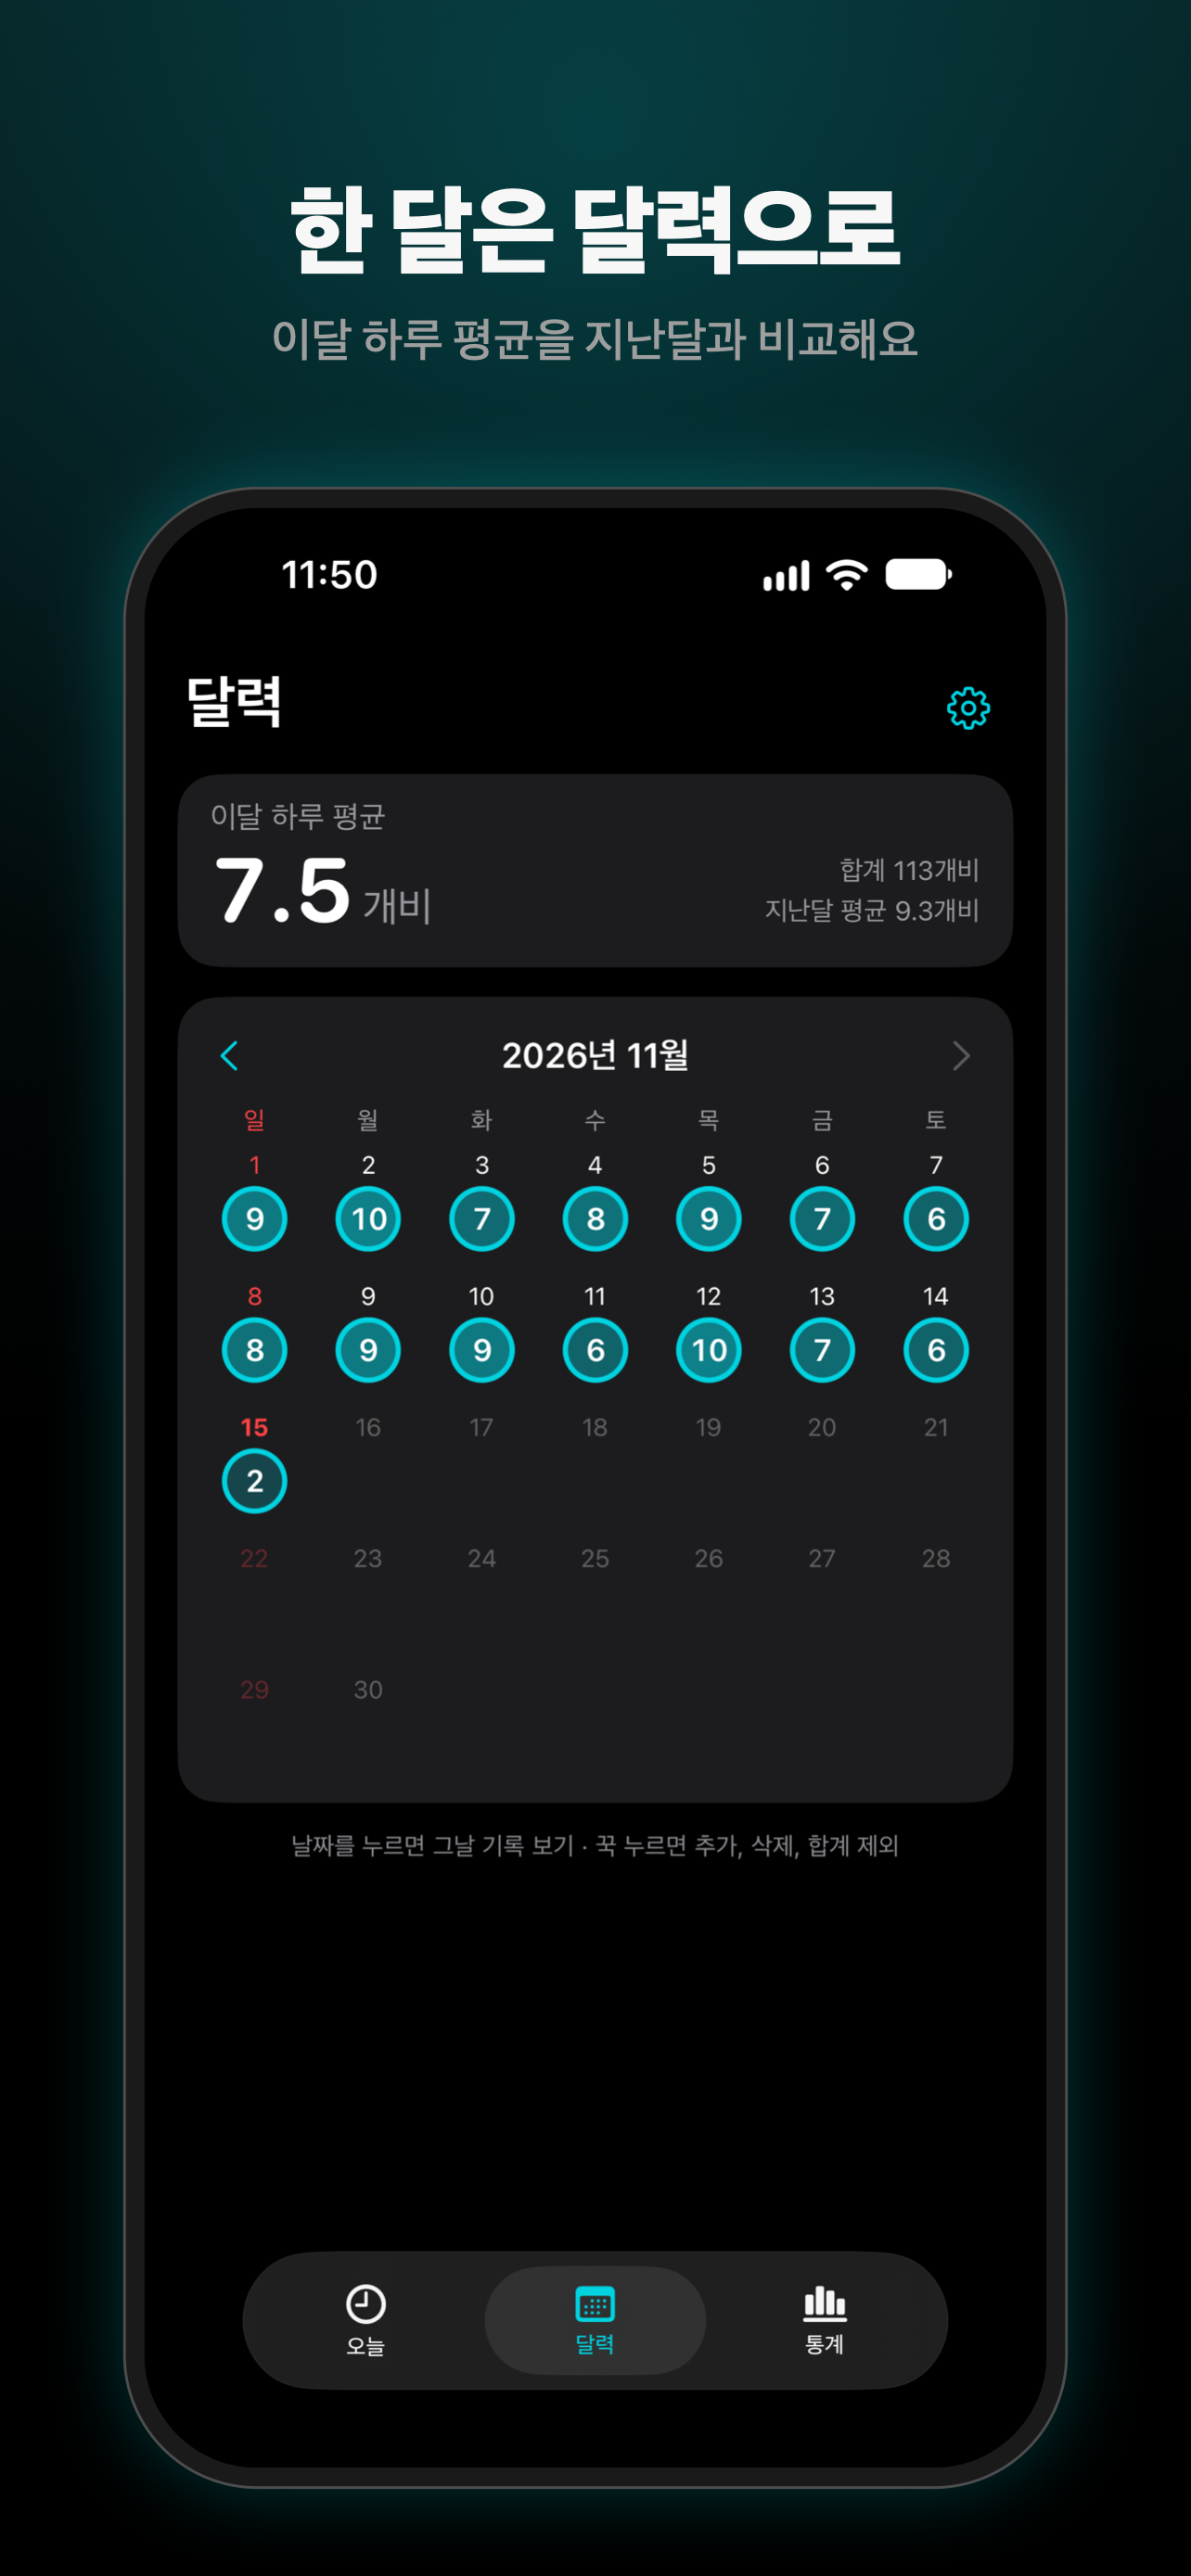 한 달은 달력으로
이달 하루 평균을 지난달과 비교해요
11:50
달력
이달 하루 평균
7.5 개비
합계 113개비
지난달 평균 9.3개비
2026년 11월
일 월 화 수 목 금 토
1 2 3 4 5 6 7
9 10 7 8 9 7 6
8 9 10 11 12 13 14
8 9 9 6 10 7 6
15 16 17 18 19 20 21
2
22 23 24 25 26 27 28
29 30
날짜를 누르면 그날 기록 보기 · 꾹 누르면 추가, 삭제, 합계 제외
오늘 달력 통계